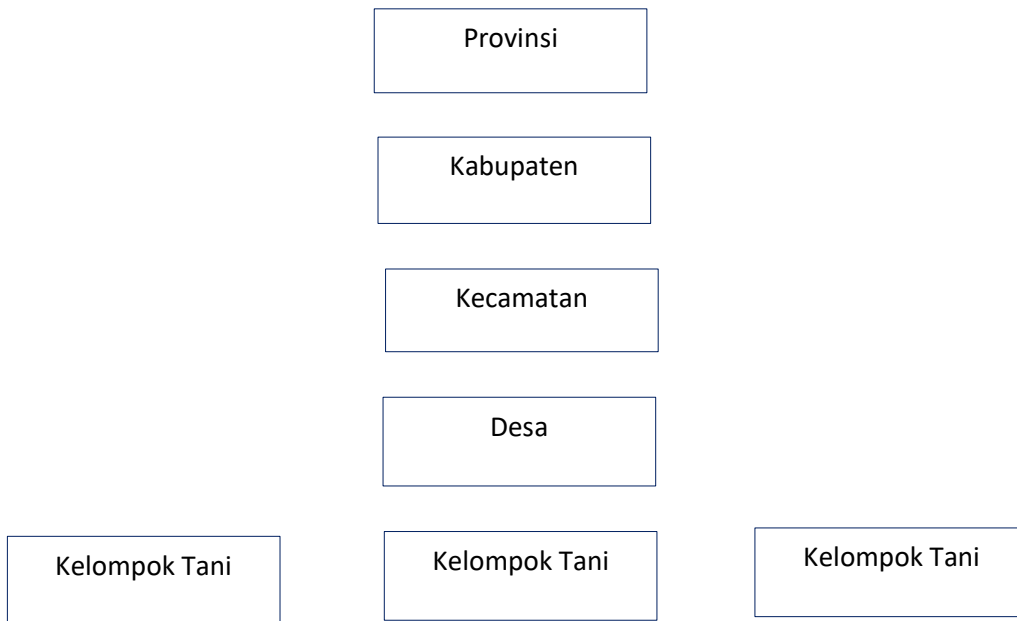 Provinsi
Kabupaten
Kecamatan
Desa
Kelompok Tani
Kelompok Tani
Kelompok Tani